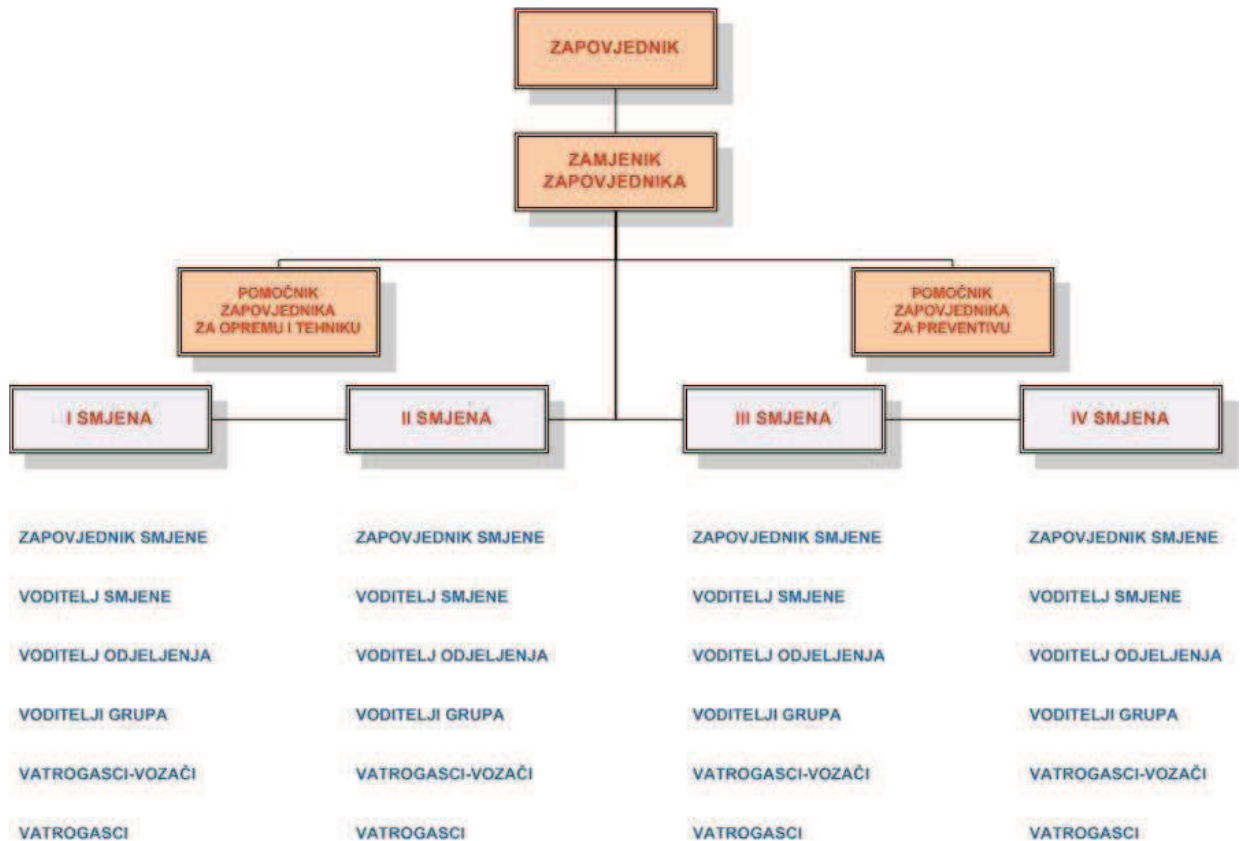 ZAPOVJEDNIK
ZAMJENIK
ZAPOVJEDNIKA
POMOČNIK
ZAPOVJEDNIKA
ZA OPREMU I TEHNIKU
POMOČNIK
ZAPOVJEDNIKA
ZA PREVENTIVU
I SMJENA
II SMJENA
III SMJENA
IV SMJENA
ZAPOVJEDNIK SMJENE
ZAPOVJEDNIK SMJENE
ZAPOVJEDNIK SMJENE
ZAPOVJEDNIK SMJENE
VODITELJ SMJENE
VODITELJ SMJENE
VODITELJ SMJENE
VODITELJ SMJENE
VODITELJ ODJELJENJA
VODITELJ ODJELJENJA
VODITELJ ODJELJENJA
VODITELJ ODJELJENJA
VODITELJI GRUPA
VODITELJI GRUPA
VODITELJI GRUPA
VODITELJI GRUPA
VATROGASCI-VOZAČI
VATROGASCI-VOZAČI
VATROGASCI-VOZAČI
VATROGASCI-VOZAČI
VATROGASCI
VATROGASCI
VATROGASCI
VATROGASCI